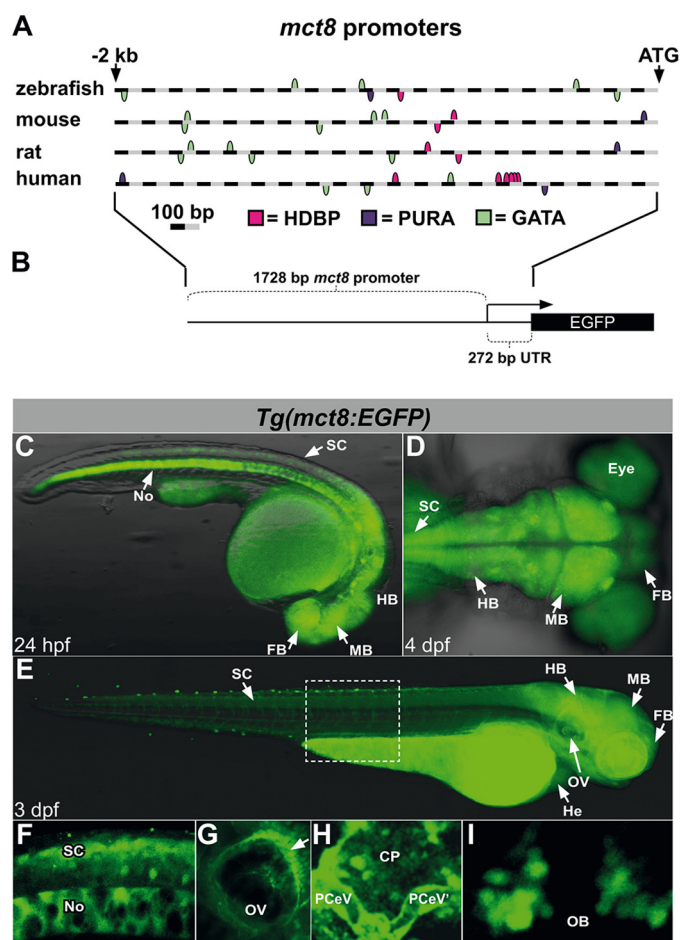 A
mct8 promoters
-2 kb
ATG
zebrafish
mouse
rat
human
100 bp
= HDBP
= PURA
= GATA
B
1728 bp mct8 promoter
EGFP
272 bp UTR
Tg(mct8:EGFP)
C
SC
No
HB
FB
MB
24 hpf
D
Eye
SC
HB
MB
FB
4 dpf
E
SC
HB
MB
FB
OV
He
3 dpf
F
SC
No
G
OV
H
CP
PCeV
PCeV'
I
OB